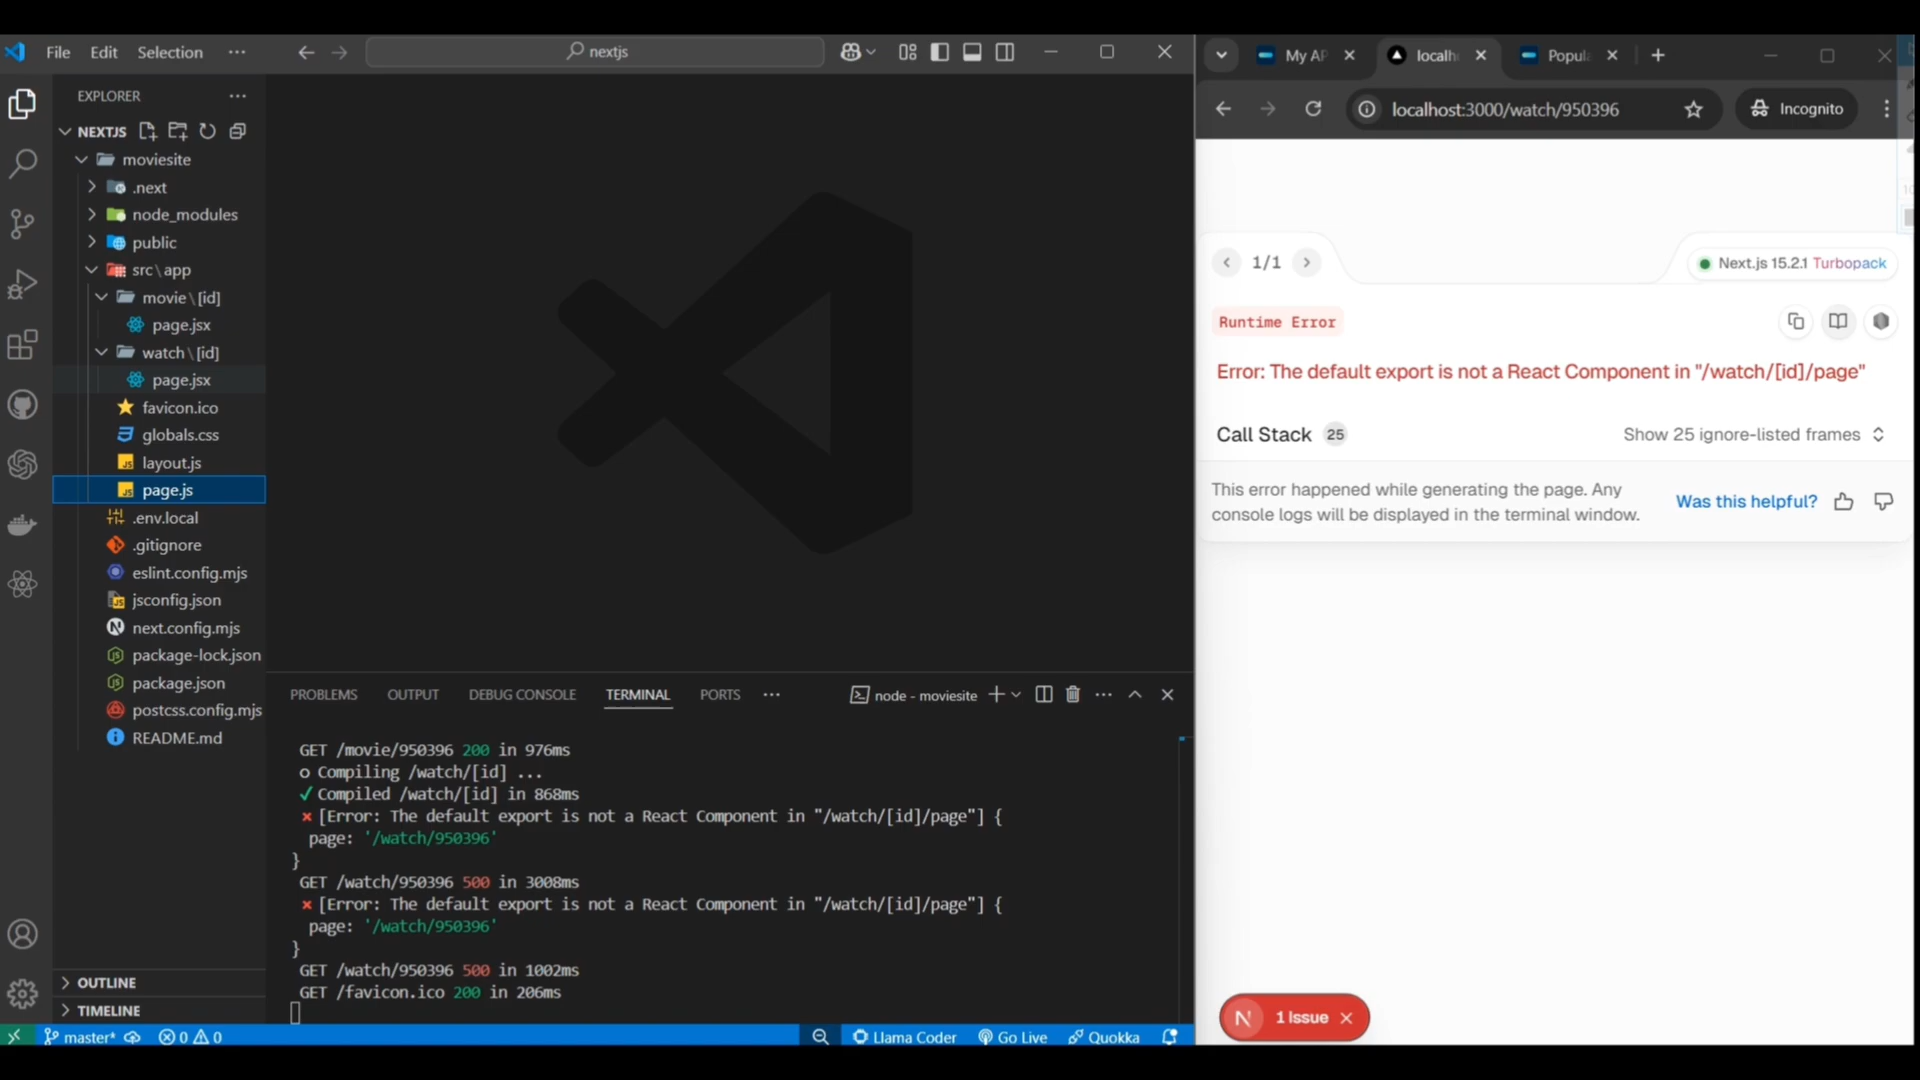 File Edit Selection ···
nextjs
EXPLORER
NEXTJS
moviesite
.next
node_modules
public
src\app
movie\[id]
page.jsx
watch\[id]
page.jsx
favicon.ico
globals.css
layout.js
page.js
.env.local
.gitignore
eslint.config.mjs
jsconfig.json
next.config.mjs
package-lock.json
package.json
postcss.config.mjs
README.md
OUTLINE
TIMELINE
PROBLEMS OUTPUT DEBUG CONSOLE TERMINAL PORTS ··· node - moviesite
GET /movie/950396 200 in 976ms
○ Compiling /watch/[id] ...
✓ Compiled /watch/[id] in 868ms
× [Error: The default export is not a React Component in "/watch/[id]/page"] {
page: '/watch/950396'
}
GET /watch/950396 500 in 3008ms
× [Error: The default export is not a React Component in "/watch/[id]/page"] {
page: '/watch/950396'
}
GET /watch/950396 500 in 1002ms
GET /favicon.ico 200 in 206ms
master* 0 0 Llama Coder Go Live Quokka
My AP localh Popula
localhost:3000/watch/950396 Incognito
1/1 Next.js 15.2.1 Turbopack
Runtime Error
Error: The default export is not a React Component in "/watch/[id]/page"
Call Stack 25 Show 25 ignore-listed frames
This error happened while generating the page. Any
console logs will be displayed in the terminal window.
Was this helpful?
N 1 Issue ×